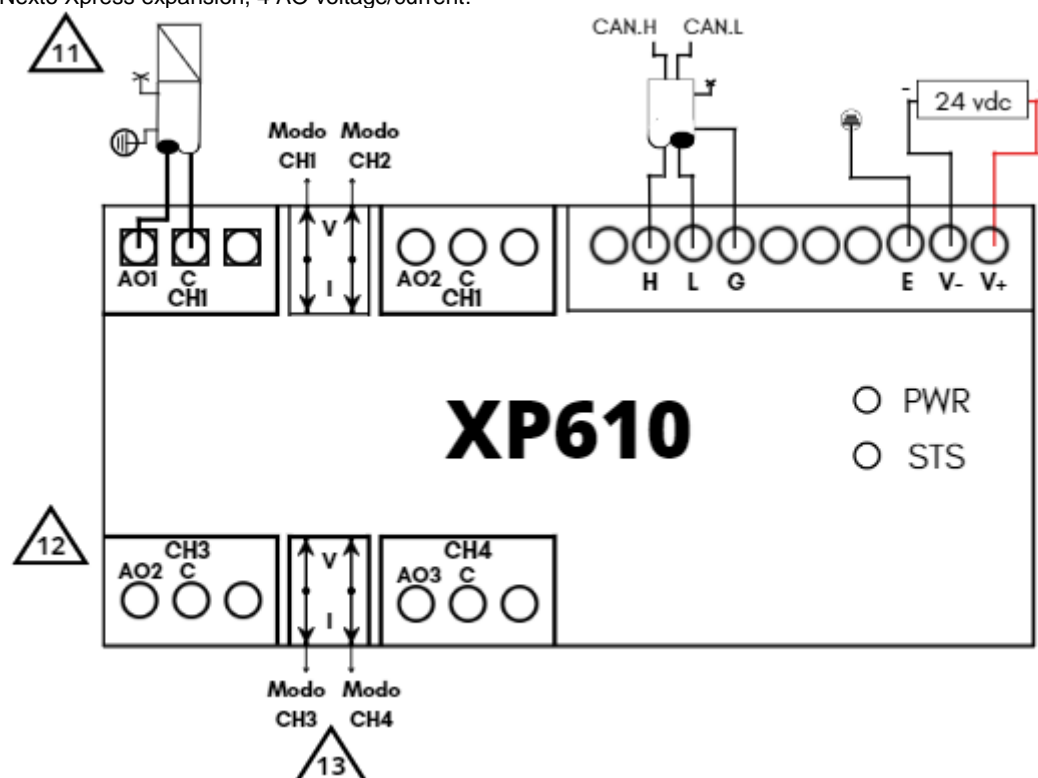 Nexto Xpress expansion, 4 AO voltage/current.
11
CAN.H CAN.L
- 24 vdc
Modo CH1
Modo CH2
V
I
AO1 C
CH1
AO2 C
CH1
H L G E V- V+
XP610
PWR
STS
12
CH3
AO2 C
V
I
CH4
AO3 C
Modo CH3
Modo CH4
13